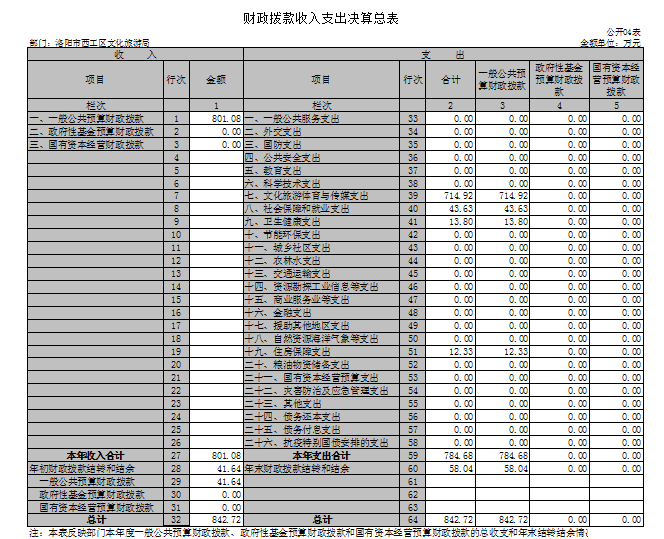 财政拨款收入支出决算总表
公开04表
部门：洛阳市西工区文化旅游局 金额单位：万元
收 入 支 出
项目 行次 金额 项目 行次 合计 一般公共预算财政拨款 政府性基金预算财政拨款 国有资本经营预算财政拨款
栏次 1 栏次 2 3 4 5
一、一般公共预算财政拨款 1 801.08 一、一般公共服务支出 33 0.00 0.00 0.00 0.00
二、政府性基金预算财政拨款 2 0.00 二、外交支出 34 0.00 0.00 0.00 0.00
三、国有资本经营财政拨款 3 0.00 三、国防支出 35 0.00 0.00 0.00 0.00
4 四、公共安全支出 36 0.00 0.00 0.00 0.00
5 五、教育支出 37 0.00 0.00 0.00 0.00
6 六、科学技术支出 38 0.00 0.00 0.00 0.00
7 七、文化旅游体育与传媒支出 39 714.92 714.92 0.00 0.00
8 八、社会保障和就业支出 40 43.63 43.63 0.00 0.00
9 九、卫生健康支出 41 13.80 13.80 0.00 0.00
10 十、节能环保支出 42 0.00 0.00 0.00 0.00
11 十一、城乡社区支出 43 0.00 0.00 0.00 0.00
12 十二、农林水支出 44 0.00 0.00 0.00 0.00
13 十三、交通运输支出 45 0.00 0.00 0.00 0.00
14 十四、资源勘探工业信息等支出 46 0.00 0.00 0.00 0.00
15 十五、商业服务业等支出 47 0.00 0.00 0.00 0.00
16 十六、金融支出 48 0.00 0.00 0.00 0.00
17 十七、援助其他地区支出 49 0.00 0.00 0.00 0.00
18 十八、自然资源海洋气象等支出 50 0.00 0.00 0.00 0.00
19 十九、住房保障支出 51 12.33 12.33 0.00 0.00
20 二十、粮油物资储备支出 52 0.00 0.00 0.00 0.00
21 二十一、国有资本经营预算支出 53 0.00 0.00 0.00 0.00
22 二十二、灾害防治及应急管理支出 54 0.00 0.00 0.00 0.00
23 二十三、其他支出 55 0.00 0.00 0.00 0.00
24 二十四、债务还本支出 56 0.00 0.00 0.00 0.00
25 二十五、债务付息支出 57 0.00 0.00 0.00 0.00
26 二十六、抗疫特别国债安排的支出 58 0.00 0.00 0.00 0.00
本年收入合计 27 801.08 本年支出合计 59 784.68 784.68 0.00 0.00
年初财政拨款结转和结余 28 41.64 年末财政拨款结转和结余 60 58.04 58.04 0.00 0.00
一般公共预算财政拨款 29 41.64 61
政府性基金预算财政拨款 30 0.00 62
国有资本经营预算财政拨款 31 0.00 63
总计 32 842.72 总计 64 842.72 842.72 0.00 0.00
注：本表反映部门本年度一般公共预算财政拨款、政府性基金预算财政拨款和国有资本经营预算财政拨款的总收支和年末结转结余情